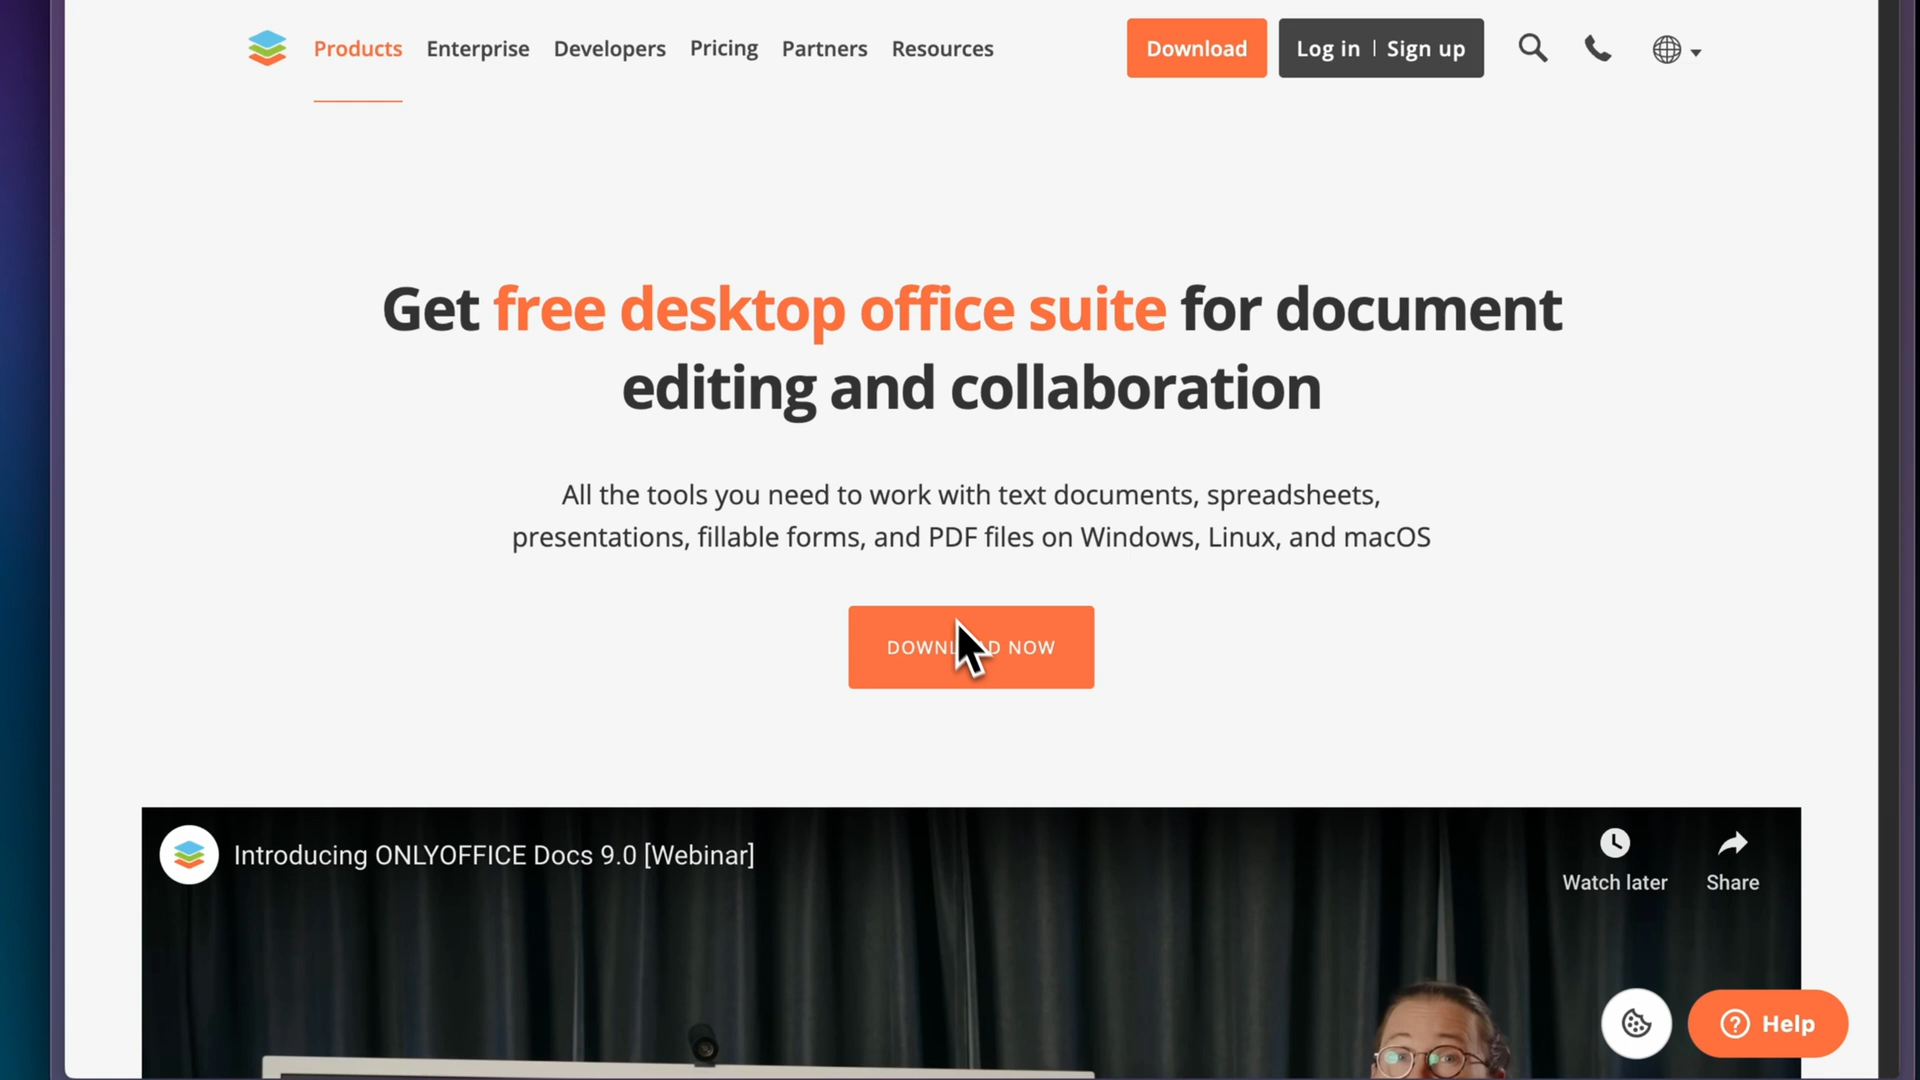 Products Enterprise Developers Pricing Partners Resources Download Log in | Sign up
Get free desktop office suite for document
editing and collaboration
All the tools you need to work with text documents, spreadsheets,
presentations, fillable forms, and PDF files on Windows, Linux, and macOS
DOWNLOAD NOW
Introducing ONLYOFFICE Docs 9.0 [Webinar]
Watch later Share
Help